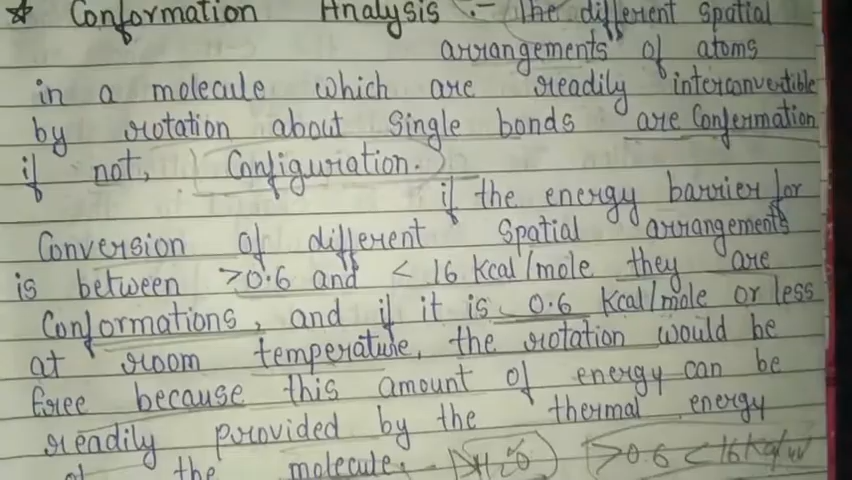 * Conformation Analysis :- The different spatial
arrangements of atoms
in a molecule which are readily interconvertible
by rotation about single bonds are Confermation
if not, Configuration.
if the energy barrier for
Conversion of different spatial arrangements
is between >0.6 and < 16 Kcal/mole they are
Conformations, and if it is 0.6 Kcal/mole or less
at room temperature, the rotation would be
free because this amount of energy can be
readily provided by the thermal energy
of the molecule. >0.6 < 16